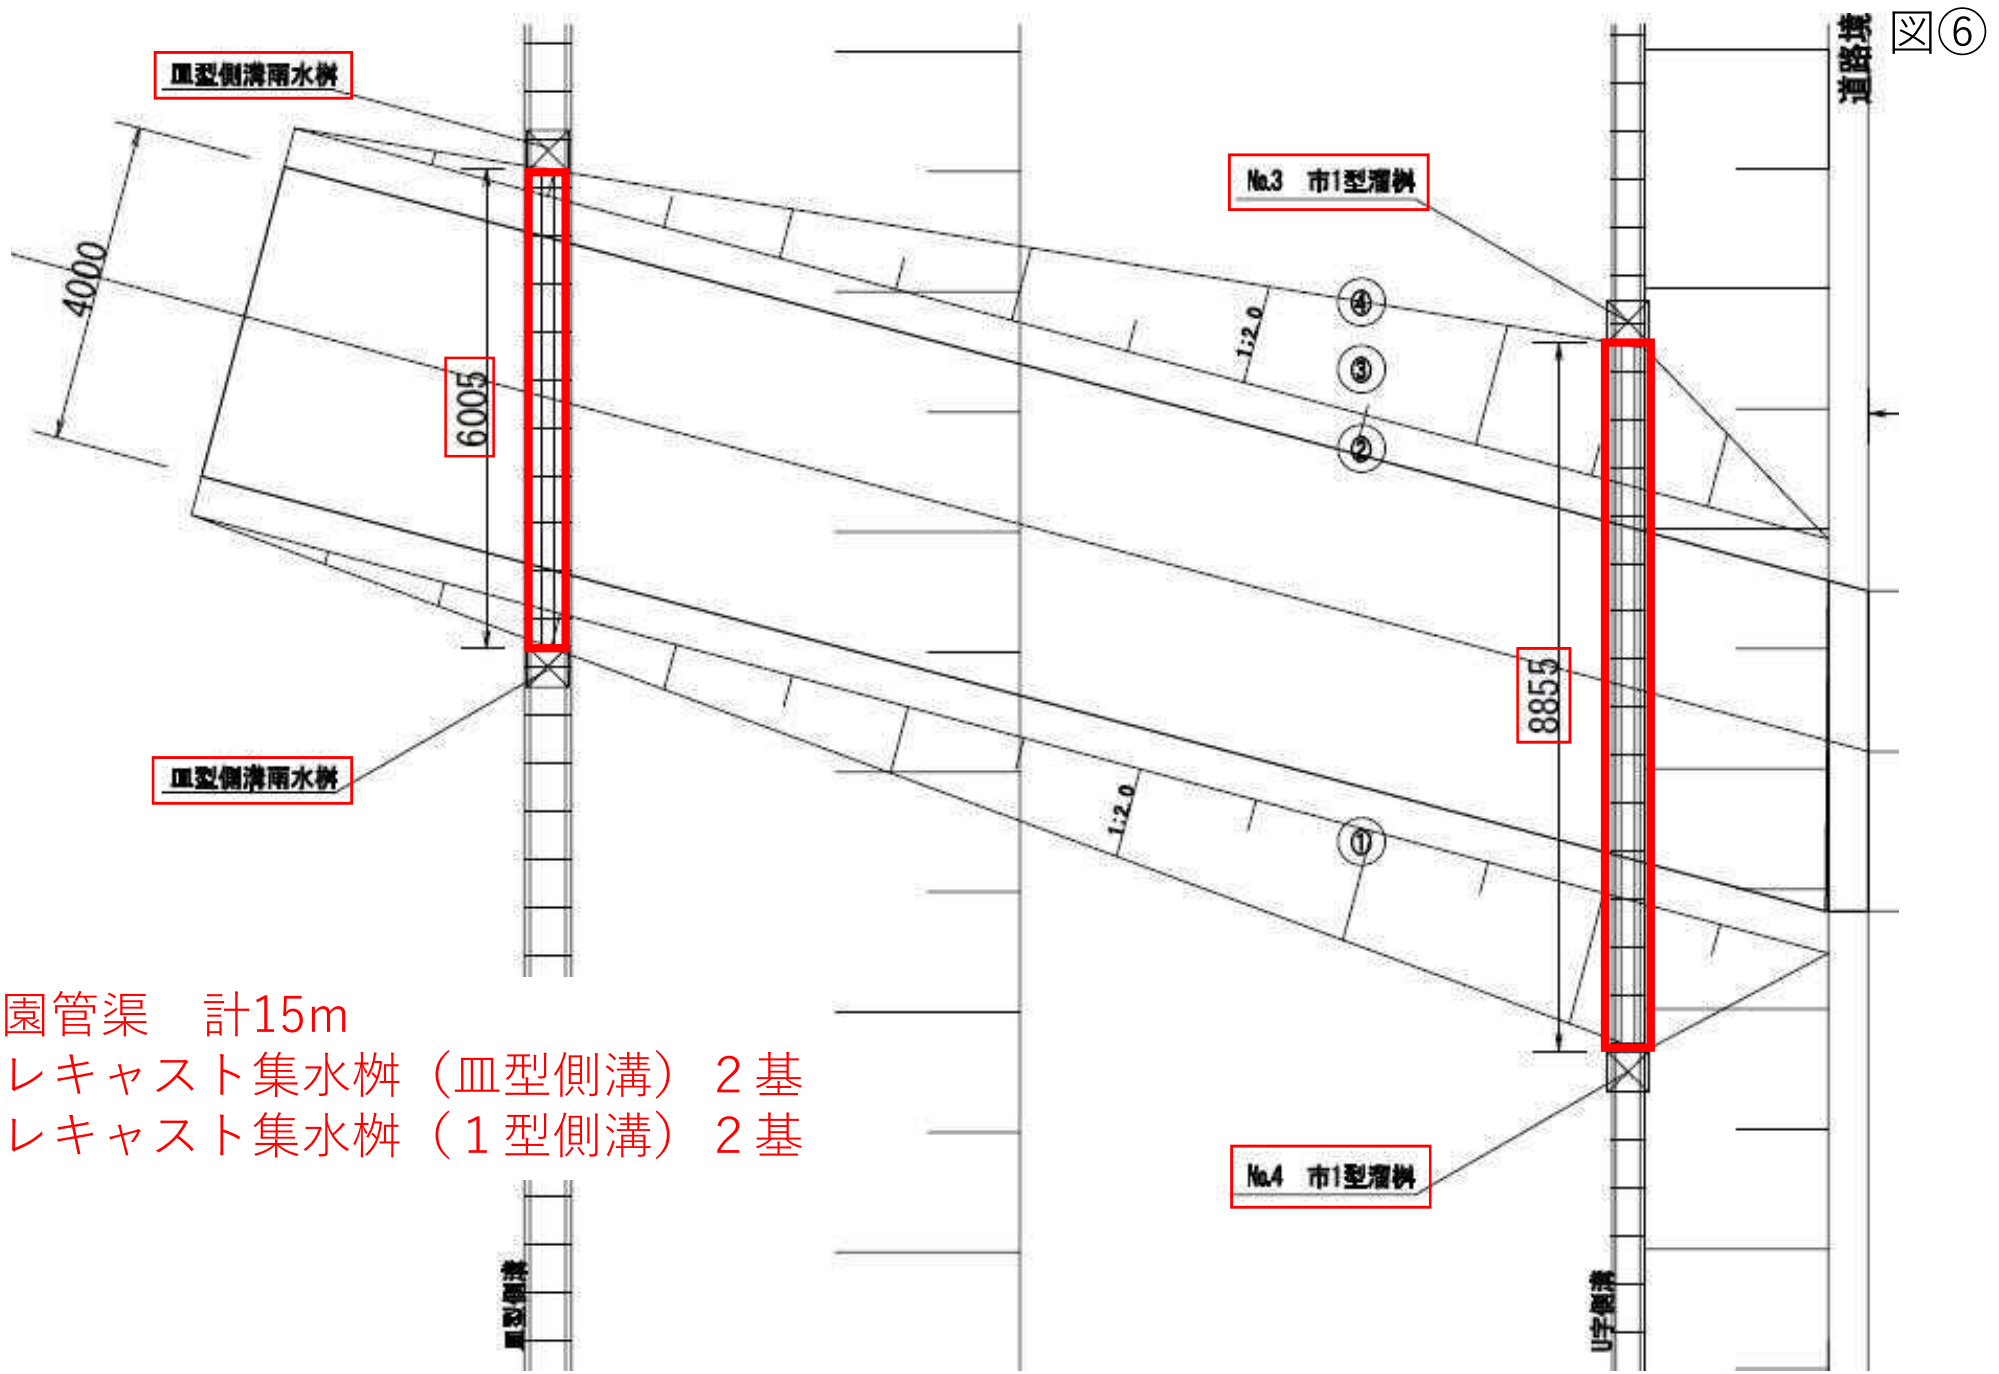 図⑥
道路境
皿型側溝雨水桝
No.3 市1型溜桝
4000
6005
④
③
②
1:2.0
8855
皿型側溝雨水桝
1:2.0
①
園管渠 計15m
レキャスト集水桝（皿型側溝）２基
レキャスト集水桝（１型側溝）２基
No.4 市1型溜桝
皿型側溝
U字側溝